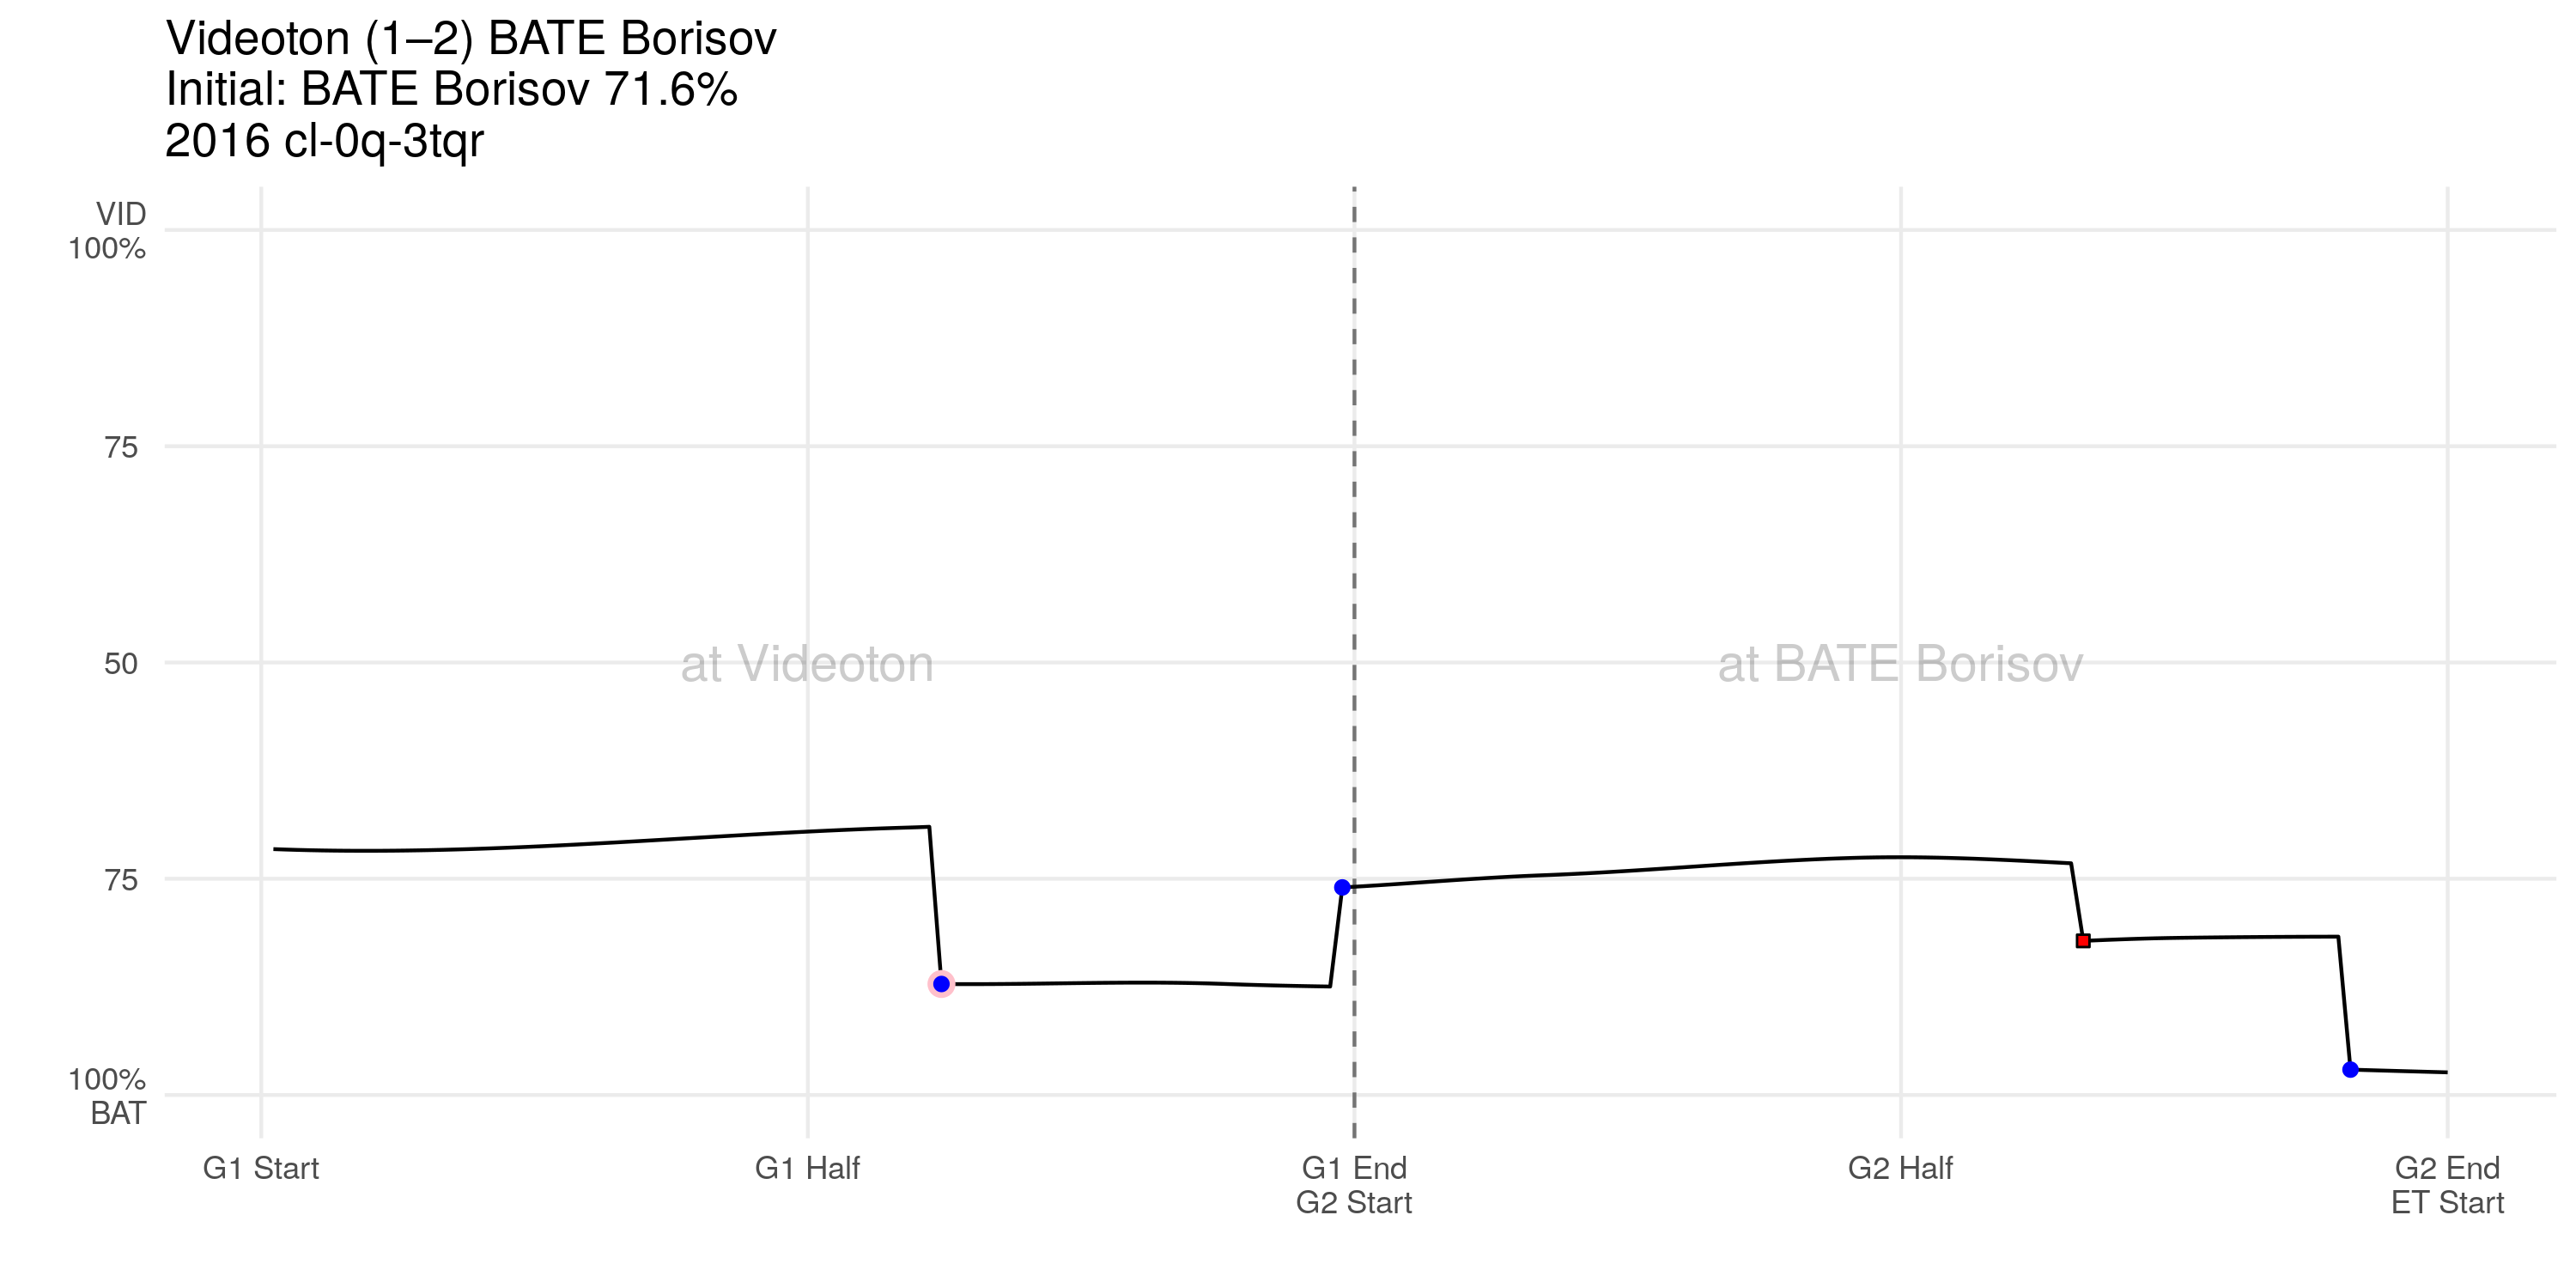 Videoton (1–2) BATE Borisov
Initial: BATE Borisov 71.6%
2016 cl-0q-3tqr
VID
100%
75
50
75
100%
BAT
at Videoton
at BATE Borisov
G1 Start
G1 Half
G1 End
G2 Start
G2 Half
G2 End
ET Start